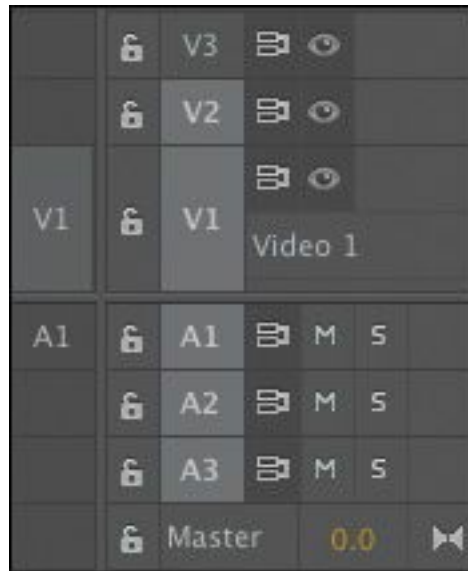 V3
V2
V1 V1
Video 1
A1 A1 M S
A2 M S
A3 M S
Master 0.0